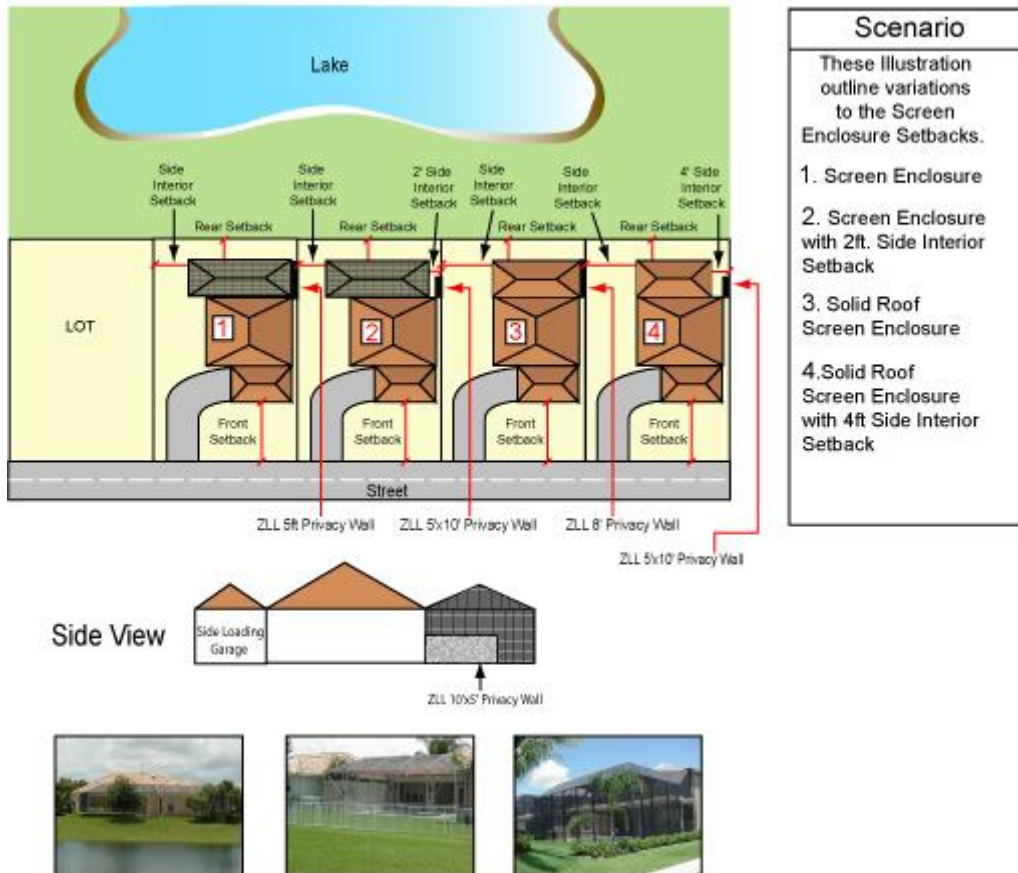 Lake
Side
Interior
Setback
Side
Interior
Setback
2' Side
Interior
Setback
Side
Interior
Setback
Side
Interior
Setback
4' Side
Interior
Setback
Rear Setback
Rear Setback
Rear Setback
Rear Setback
LOT
1
2
3
4
Front
Setback
Front
Setback
Front
Setback
Front
Setback
Street
ZLL 5ft Privacy Wall
ZLL 5'x10' Privacy Wall
ZLL 8' Privacy Wall
ZLL 5'x10' Privacy Wall
Scenario
These Illustration
outline variations
to the Screen
Enclosure Setbacks.
1. Screen Enclosure
2. Screen Enclosure
with 2ft. Side Interior
Setback
3. Solid Roof
Screen Enclosure
4.Solid Roof
Screen Enclosure
with 4ft Side Interior
Setback
Side View
Side Loading
Garage
ZLL 10'x5' Privacy Wall